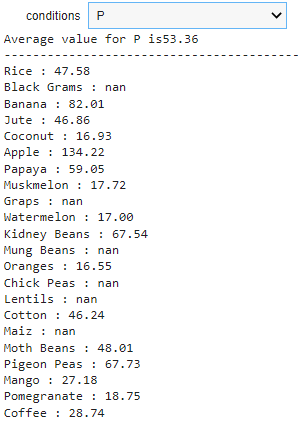 conditions P
Average value for P is53.36
--------------------------------------------
Rice : 47.58
Black Grams : nan
Banana : 82.01
Jute : 46.86
Coconut : 16.93
Apple : 134.22
Papaya : 59.05
Muskmelon : 17.72
Graps : nan
Watermelon : 17.00
Kidney Beans : 67.54
Mung Beans : nan
Oranges : 16.55
Chick Peas : nan
Lentils : nan
Cotton : 46.24
Maiz : nan
Moth Beans : 48.01
Pigeon Peas : 67.73
Mango : 27.18
Pomegranate : 18.75
Coffee : 28.74